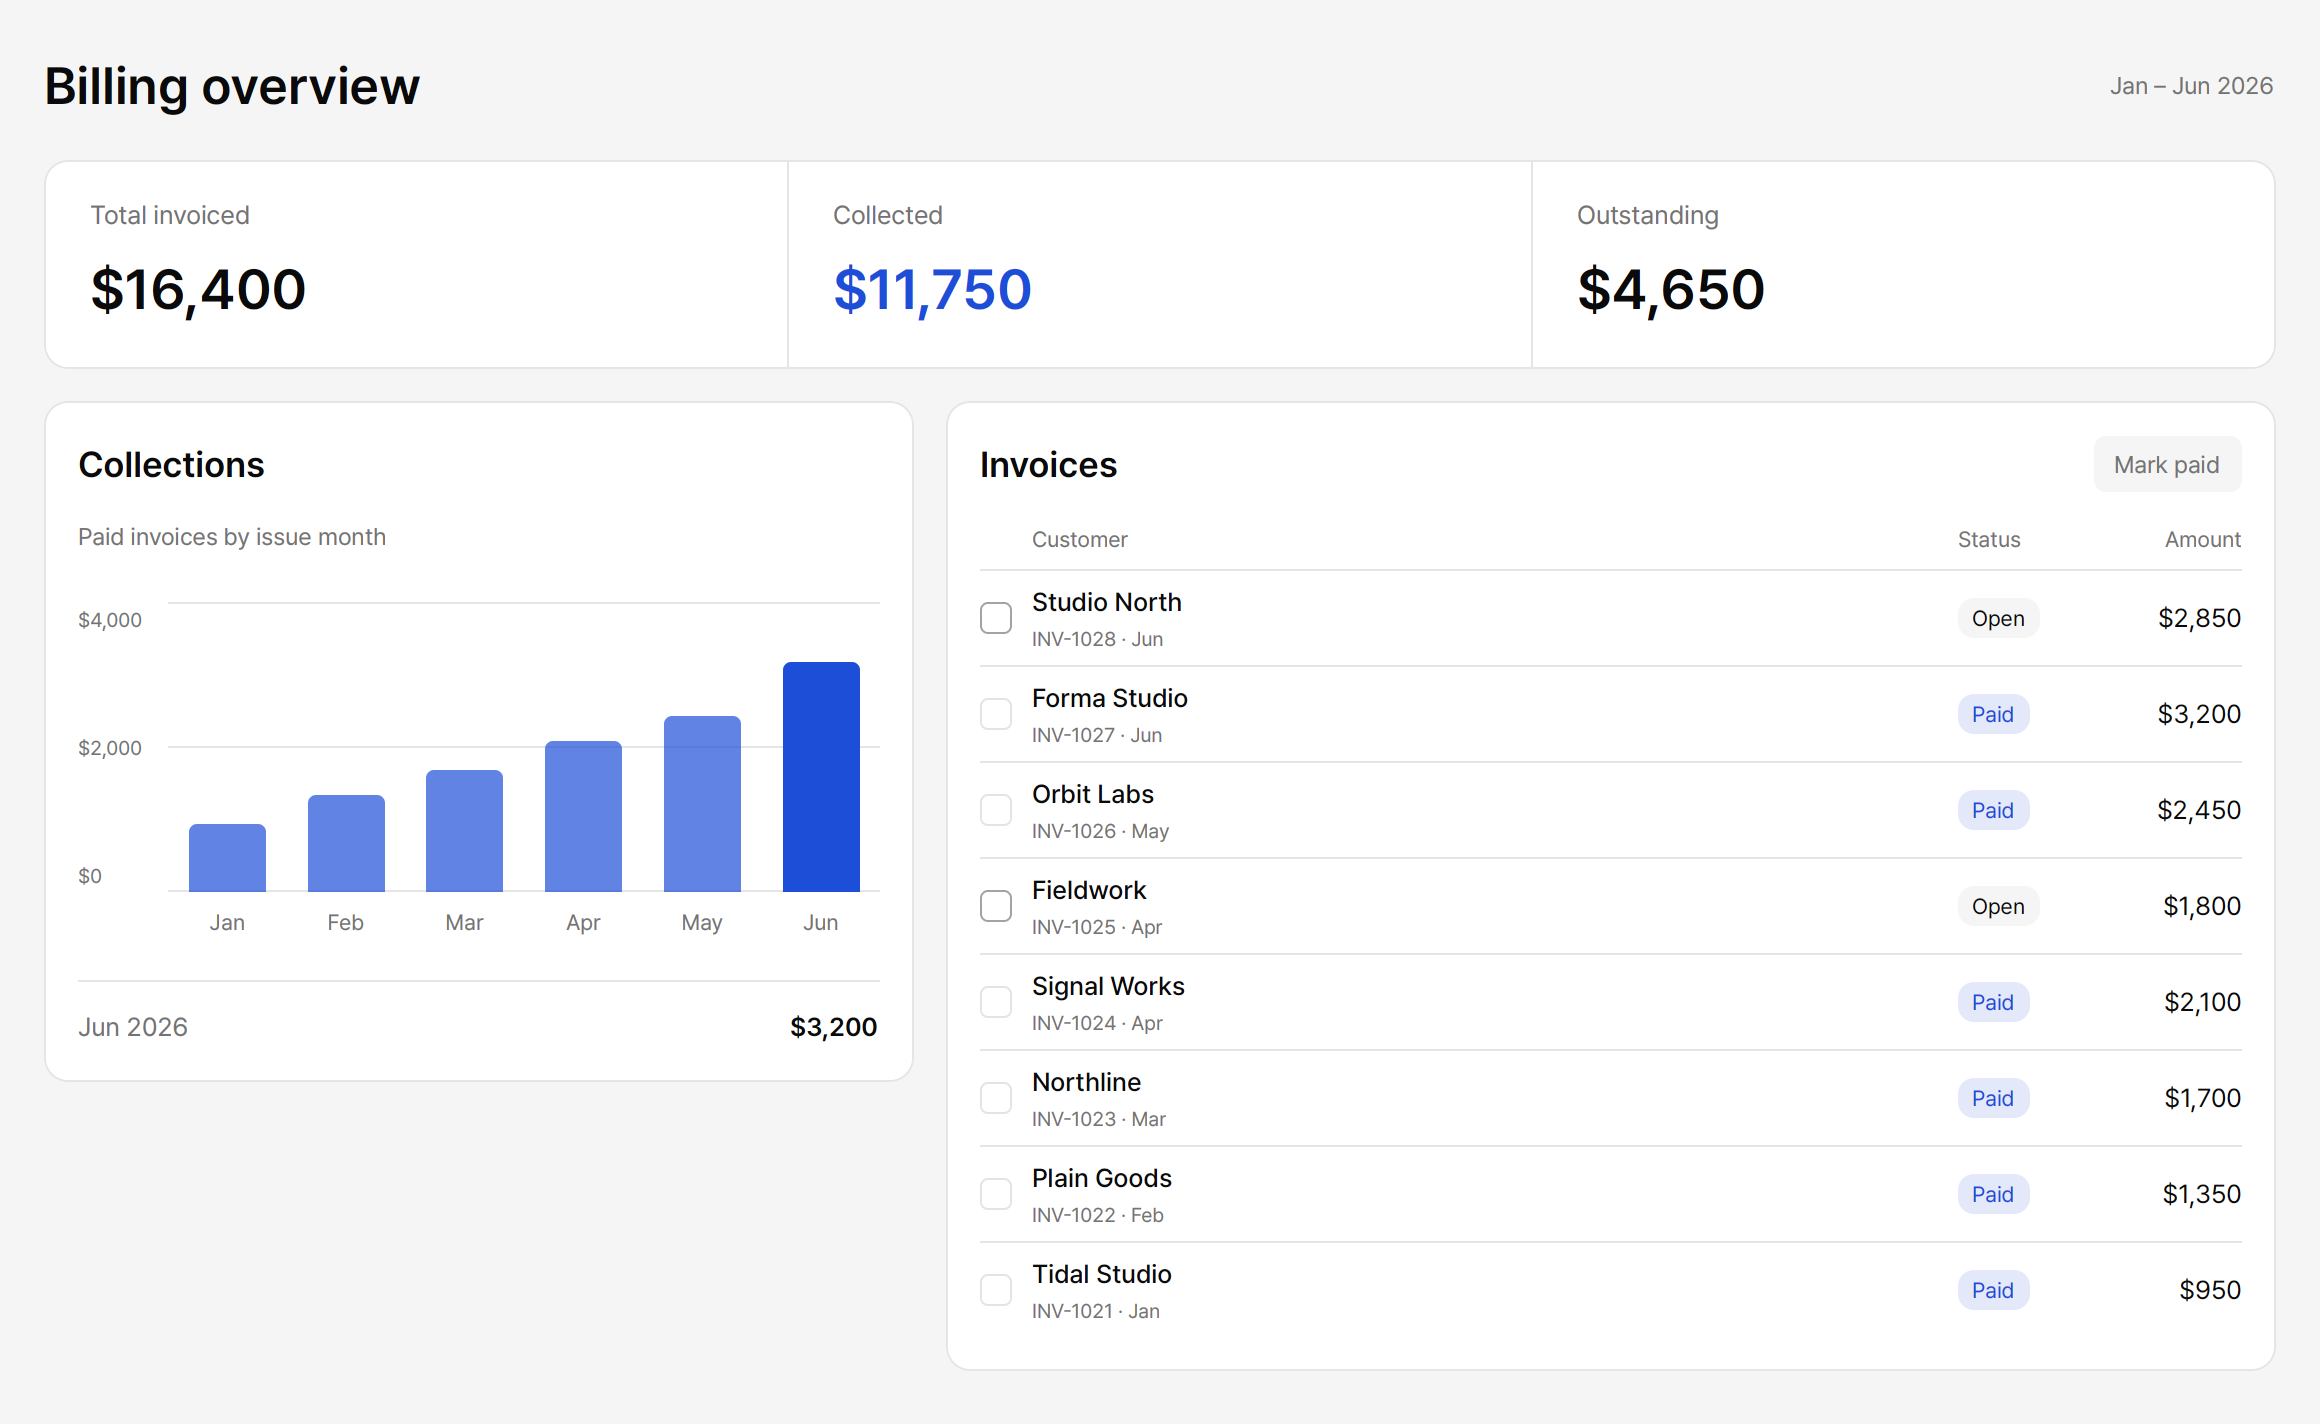 Billing overview
Jan – Jun 2026
Total invoiced
$16,400
Collected
$11,750
Outstanding
$4,650
Collections
Paid invoices by issue month
$4,000
$2,000
$0
Jan Feb Mar Apr May Jun
Jun 2026 $3,200
Invoices
Mark paid
Customer Status Amount
Studio North
INV-1028 · Jun
Open $2,850
Forma Studio
INV-1027 · Jun
Paid $3,200
Orbit Labs
INV-1026 · May
Paid $2,450
Fieldwork
INV-1025 · Apr
Open $1,800
Signal Works
INV-1024 · Apr
Paid $2,100
Northline
INV-1023 · Mar
Paid $1,700
Plain Goods
INV-1022 · Feb
Paid $1,350
Tidal Studio
INV-1021 · Jan
Paid $950